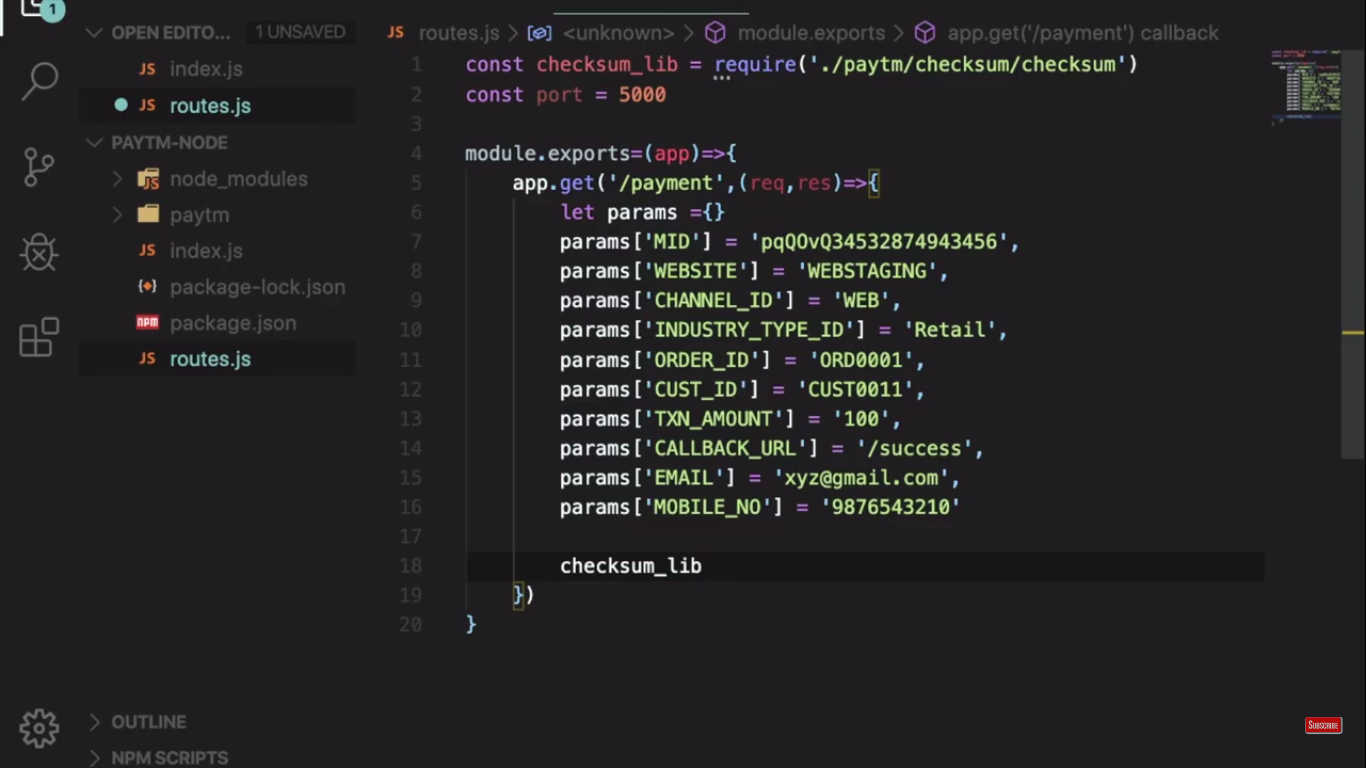 1
OPEN EDITO... 1 UNSAVED
JS index.js
JS routes.js
PAYTM-NODE
node_modules
paytm
JS index.js
package-lock.json
npm package.json
JS routes.js
OUTLINE
NPM SCRIPTS
JS routes.js > <unknown> > module.exports > app.get('/payment') callback
1 const checksum_lib = require('./paytm/checksum/checksum')
2 const port = 5000
3
4 module.exports=(app)=>{
5 app.get('/payment',(req,res)=>{
6 let params ={}
7 params['MID'] = 'pqQOvQ34532874943456',
8 params['WEBSITE'] = 'WEBSTAGING',
9 params['CHANNEL_ID'] = 'WEB',
10 params['INDUSTRY_TYPE_ID'] = 'Retail',
11 params['ORDER_ID'] = 'ORD0001',
12 params['CUST_ID'] = 'CUST0011',
13 params['TXN_AMOUNT'] = '100',
14 params['CALLBACK_URL'] = '/success',
15 params['EMAIL'] = 'xyz@gmail.com',
16 params['MOBILE_NO'] = '9876543210'
17
18 checksum_lib
19 })
20 }
SUBSCRIBE